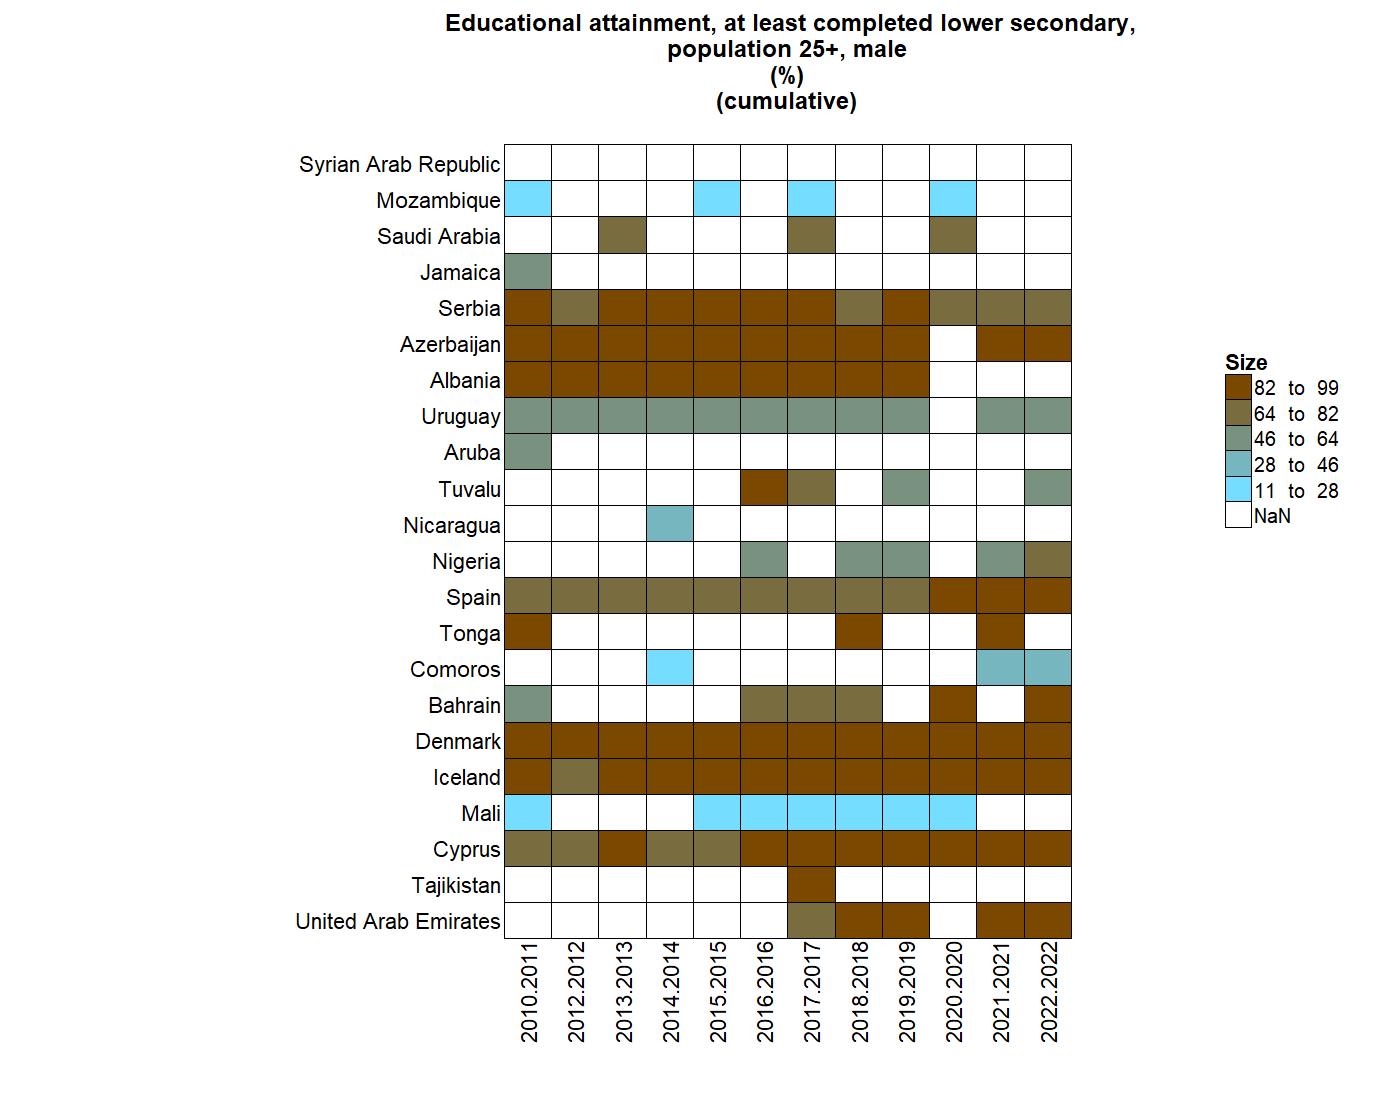 Educational attainment, at least completed lower secondary,
population 25+, male
(%)
(cumulative)
Syrian Arab Republic
Mozambique
Saudi Arabia
Jamaica
Serbia
Azerbaijan
Albania
Uruguay
Aruba
Tuvalu
Nicaragua
Nigeria
Spain
Tonga
Comoros
Bahrain
Denmark
Iceland
Mali
Cyprus
Tajikistan
United Arab Emirates
2010.2011
2012.2012
2013.2013
2014.2014
2015.2015
2016.2016
2017.2017
2018.2018
2019.2019
2020.2020
2021.2021
2022.2022
Size
82 to 99
64 to 82
46 to 64
28 to 46
11 to 28
NaN